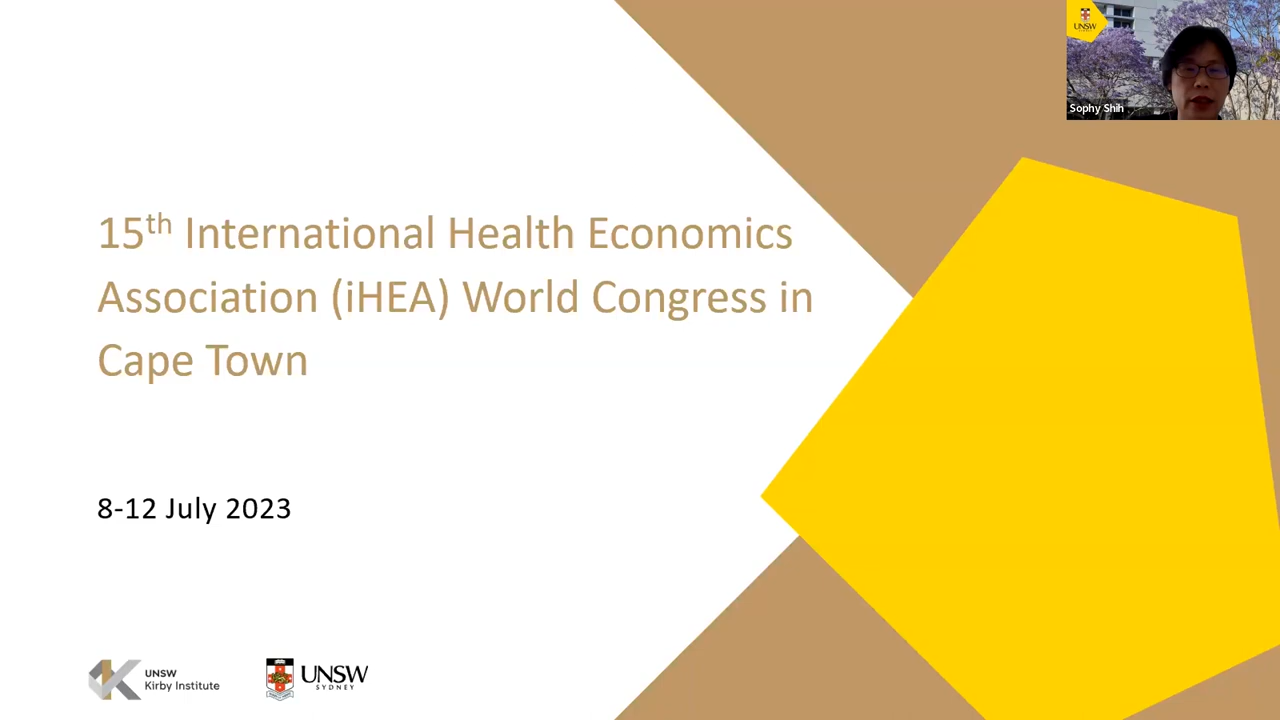 UNSW
Sophy Shih
15th International Health Economics
Association (iHEA) World Congress in
Cape Town
8-12 July 2023
UNSW
Kirby Institute
UNSW
SYDNEY